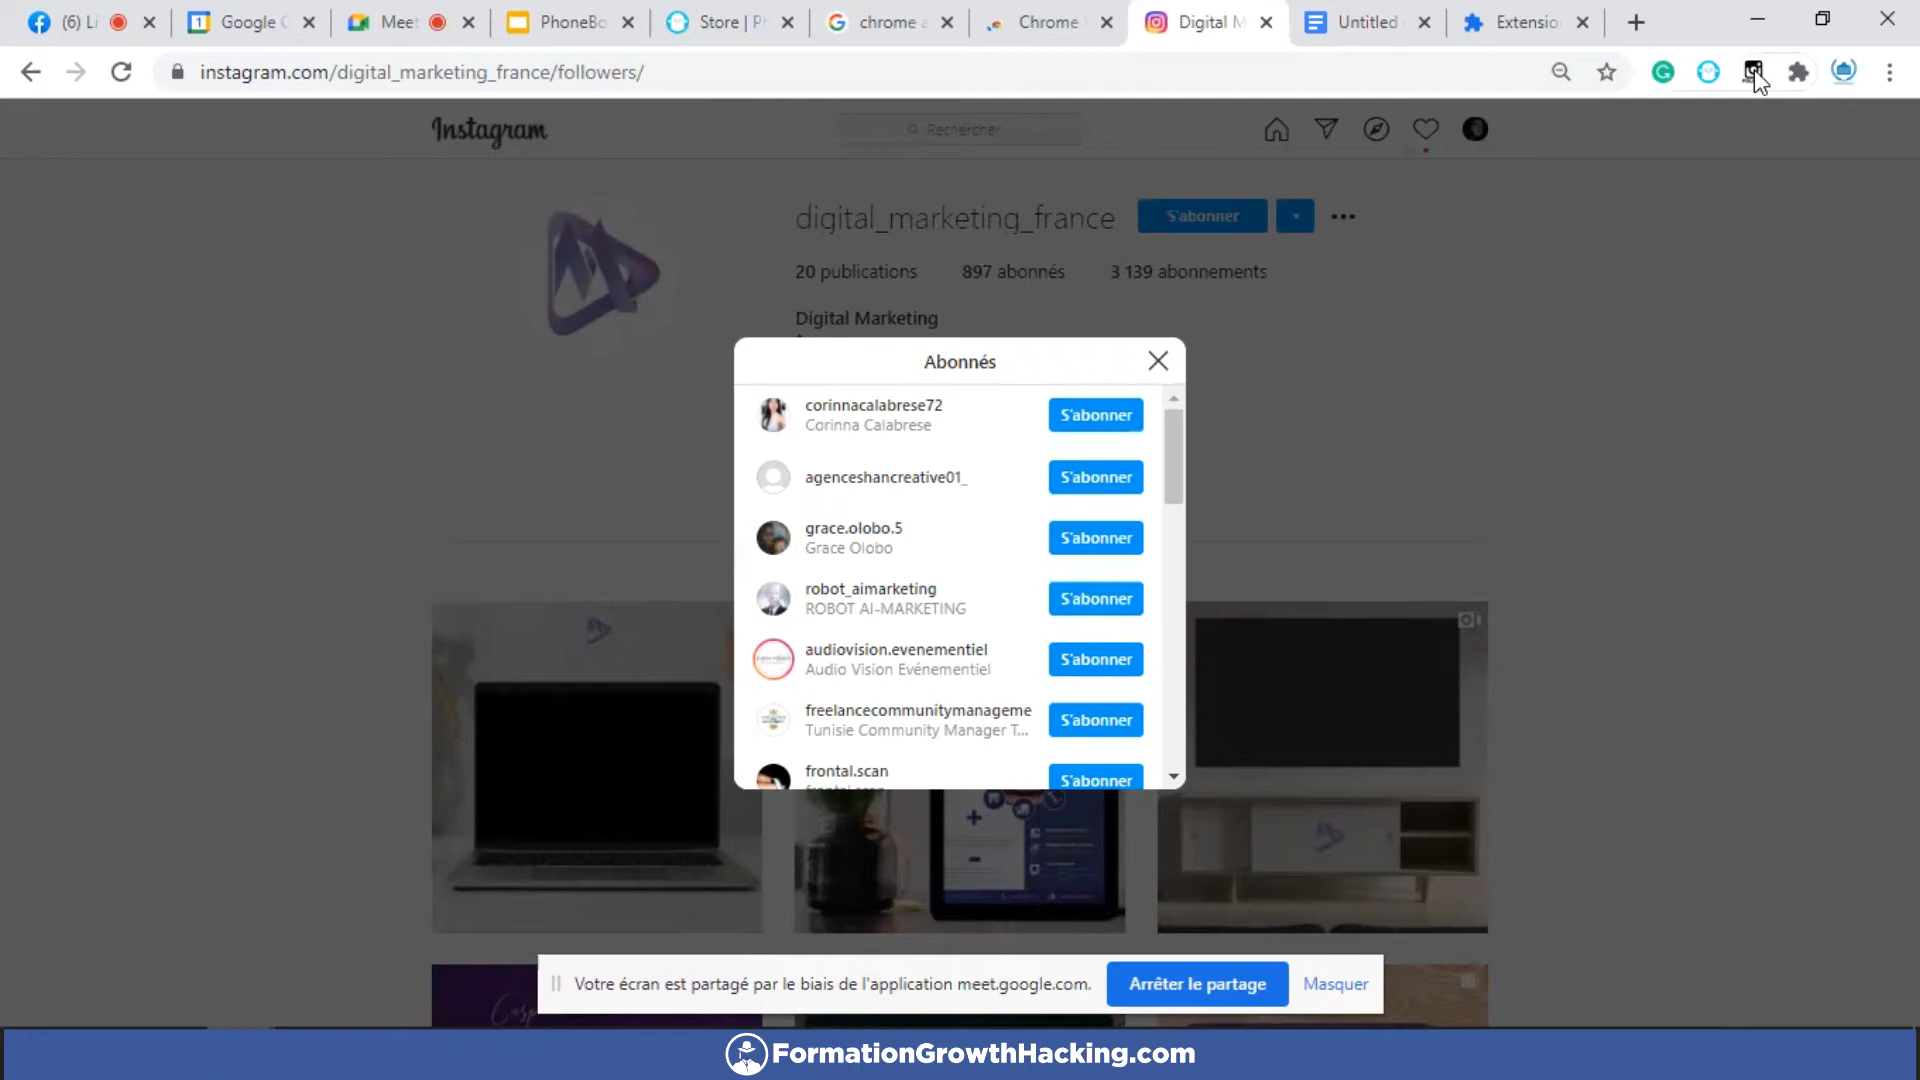 (6) Li
Google C
Meet
PhoneBo
Store | P
chrome a
Chrome
Digital M
Untitled
Extensio
instagram.com/digital_marketing_france/followers/
Instagram
Rechercher
digital_marketing_france
S'abonner
20 publications 897 abonnés 3 139 abonnements
Digital Marketing
Abonnés
corinnacalabrese72
Corinna Calabrese
S'abonner
agenceshancreative01_
S'abonner
grace.olobo.5
Grace Olobo
S'abonner
robot_aimarketing
ROBOT AI-MARKETING
S'abonner
audiovision.evenementiel
Audio Vision Evénementiel
S'abonner
freelancecommunitymanageme
Tunisie Community Manager T...
S'abonner
frontal.scan
S'abonner
Votre écran est partagé par le biais de l'application meet.google.com.
Arrêter le partage
Masquer
FormationGrowthHacking.com